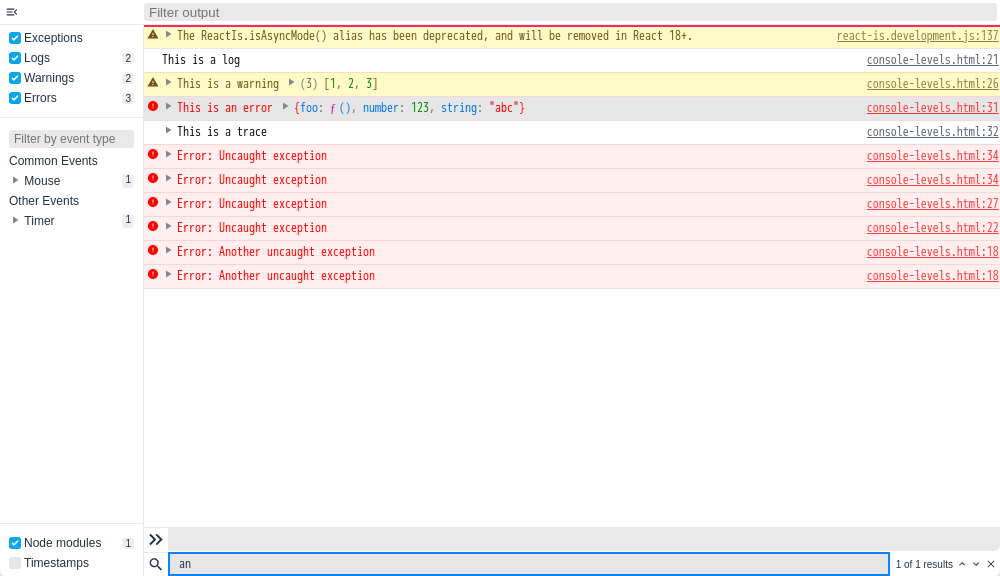 Filter output
Exceptions
Logs 2
Warnings 2
Errors 3
Filter by event type
Common Events
Mouse 1
Other Events
Timer 1
Node modules 1
Timestamps
The ReactIs.isAsyncMode() alias has been deprecated, and will be removed in React 18+. react-is.development.js:137
This is a log console-levels.html:21
This is a warning (3) [1, 2, 3] console-levels.html:26
This is an error {foo: ƒ (), number: 123, string: "abc"} console-levels.html:31
This is a trace console-levels.html:32
Error: Uncaught exception console-levels.html:34
Error: Uncaught exception console-levels.html:34
Error: Uncaught exception console-levels.html:27
Error: Uncaught exception console-levels.html:22
Error: Another uncaught exception console-levels.html:18
Error: Another uncaught exception console-levels.html:18
an 1 of 1 results